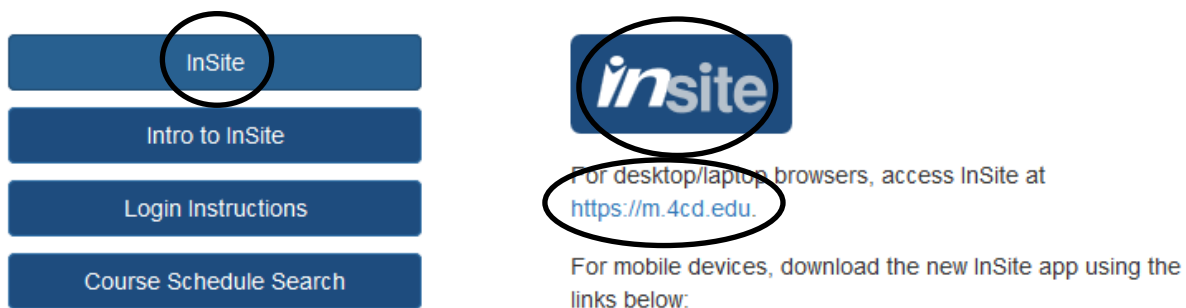 InSite
Intro to InSite
Login Instructions
Course Schedule Search
insite
For desktop/laptop browsers, access InSite at
https://m.4cd.edu.
For mobile devices, download the new InSite app using the
links below: